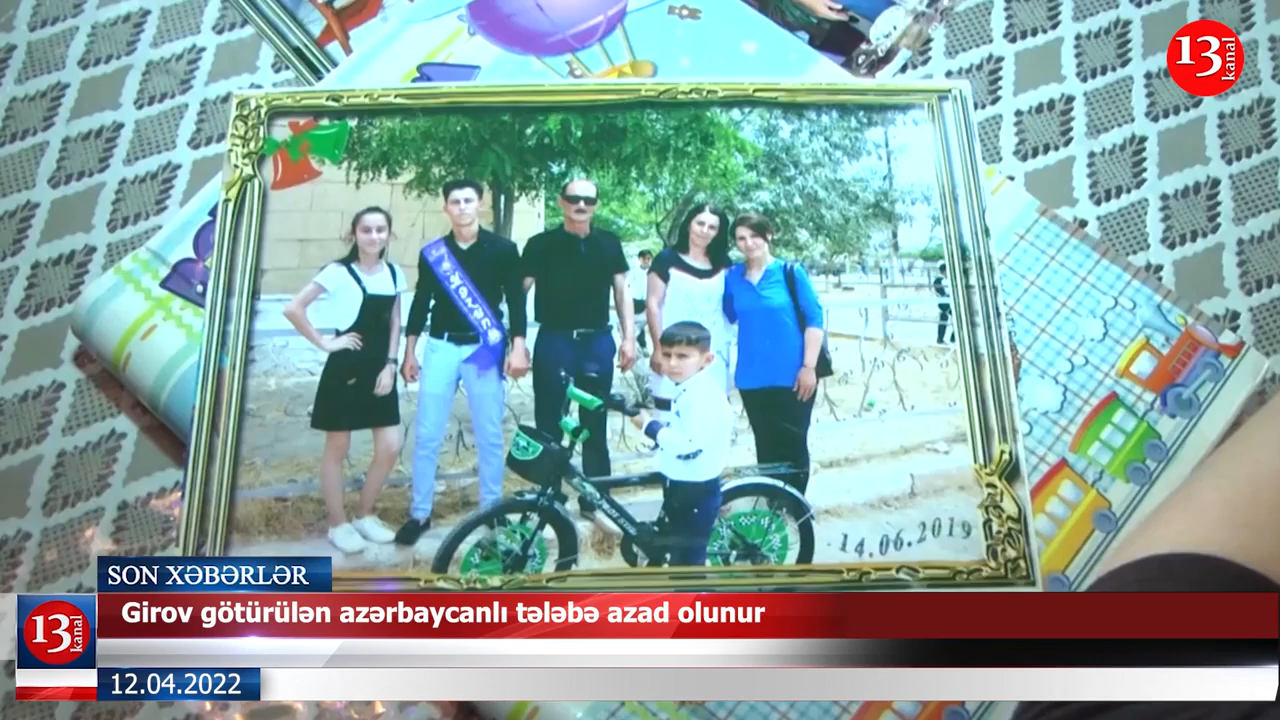 13 kanal
14.06.2019
SON XƏBƏRLƏR
Girov götürülən azərbaycanlı tələbə azad olunur
13 kanal
12.04.2022